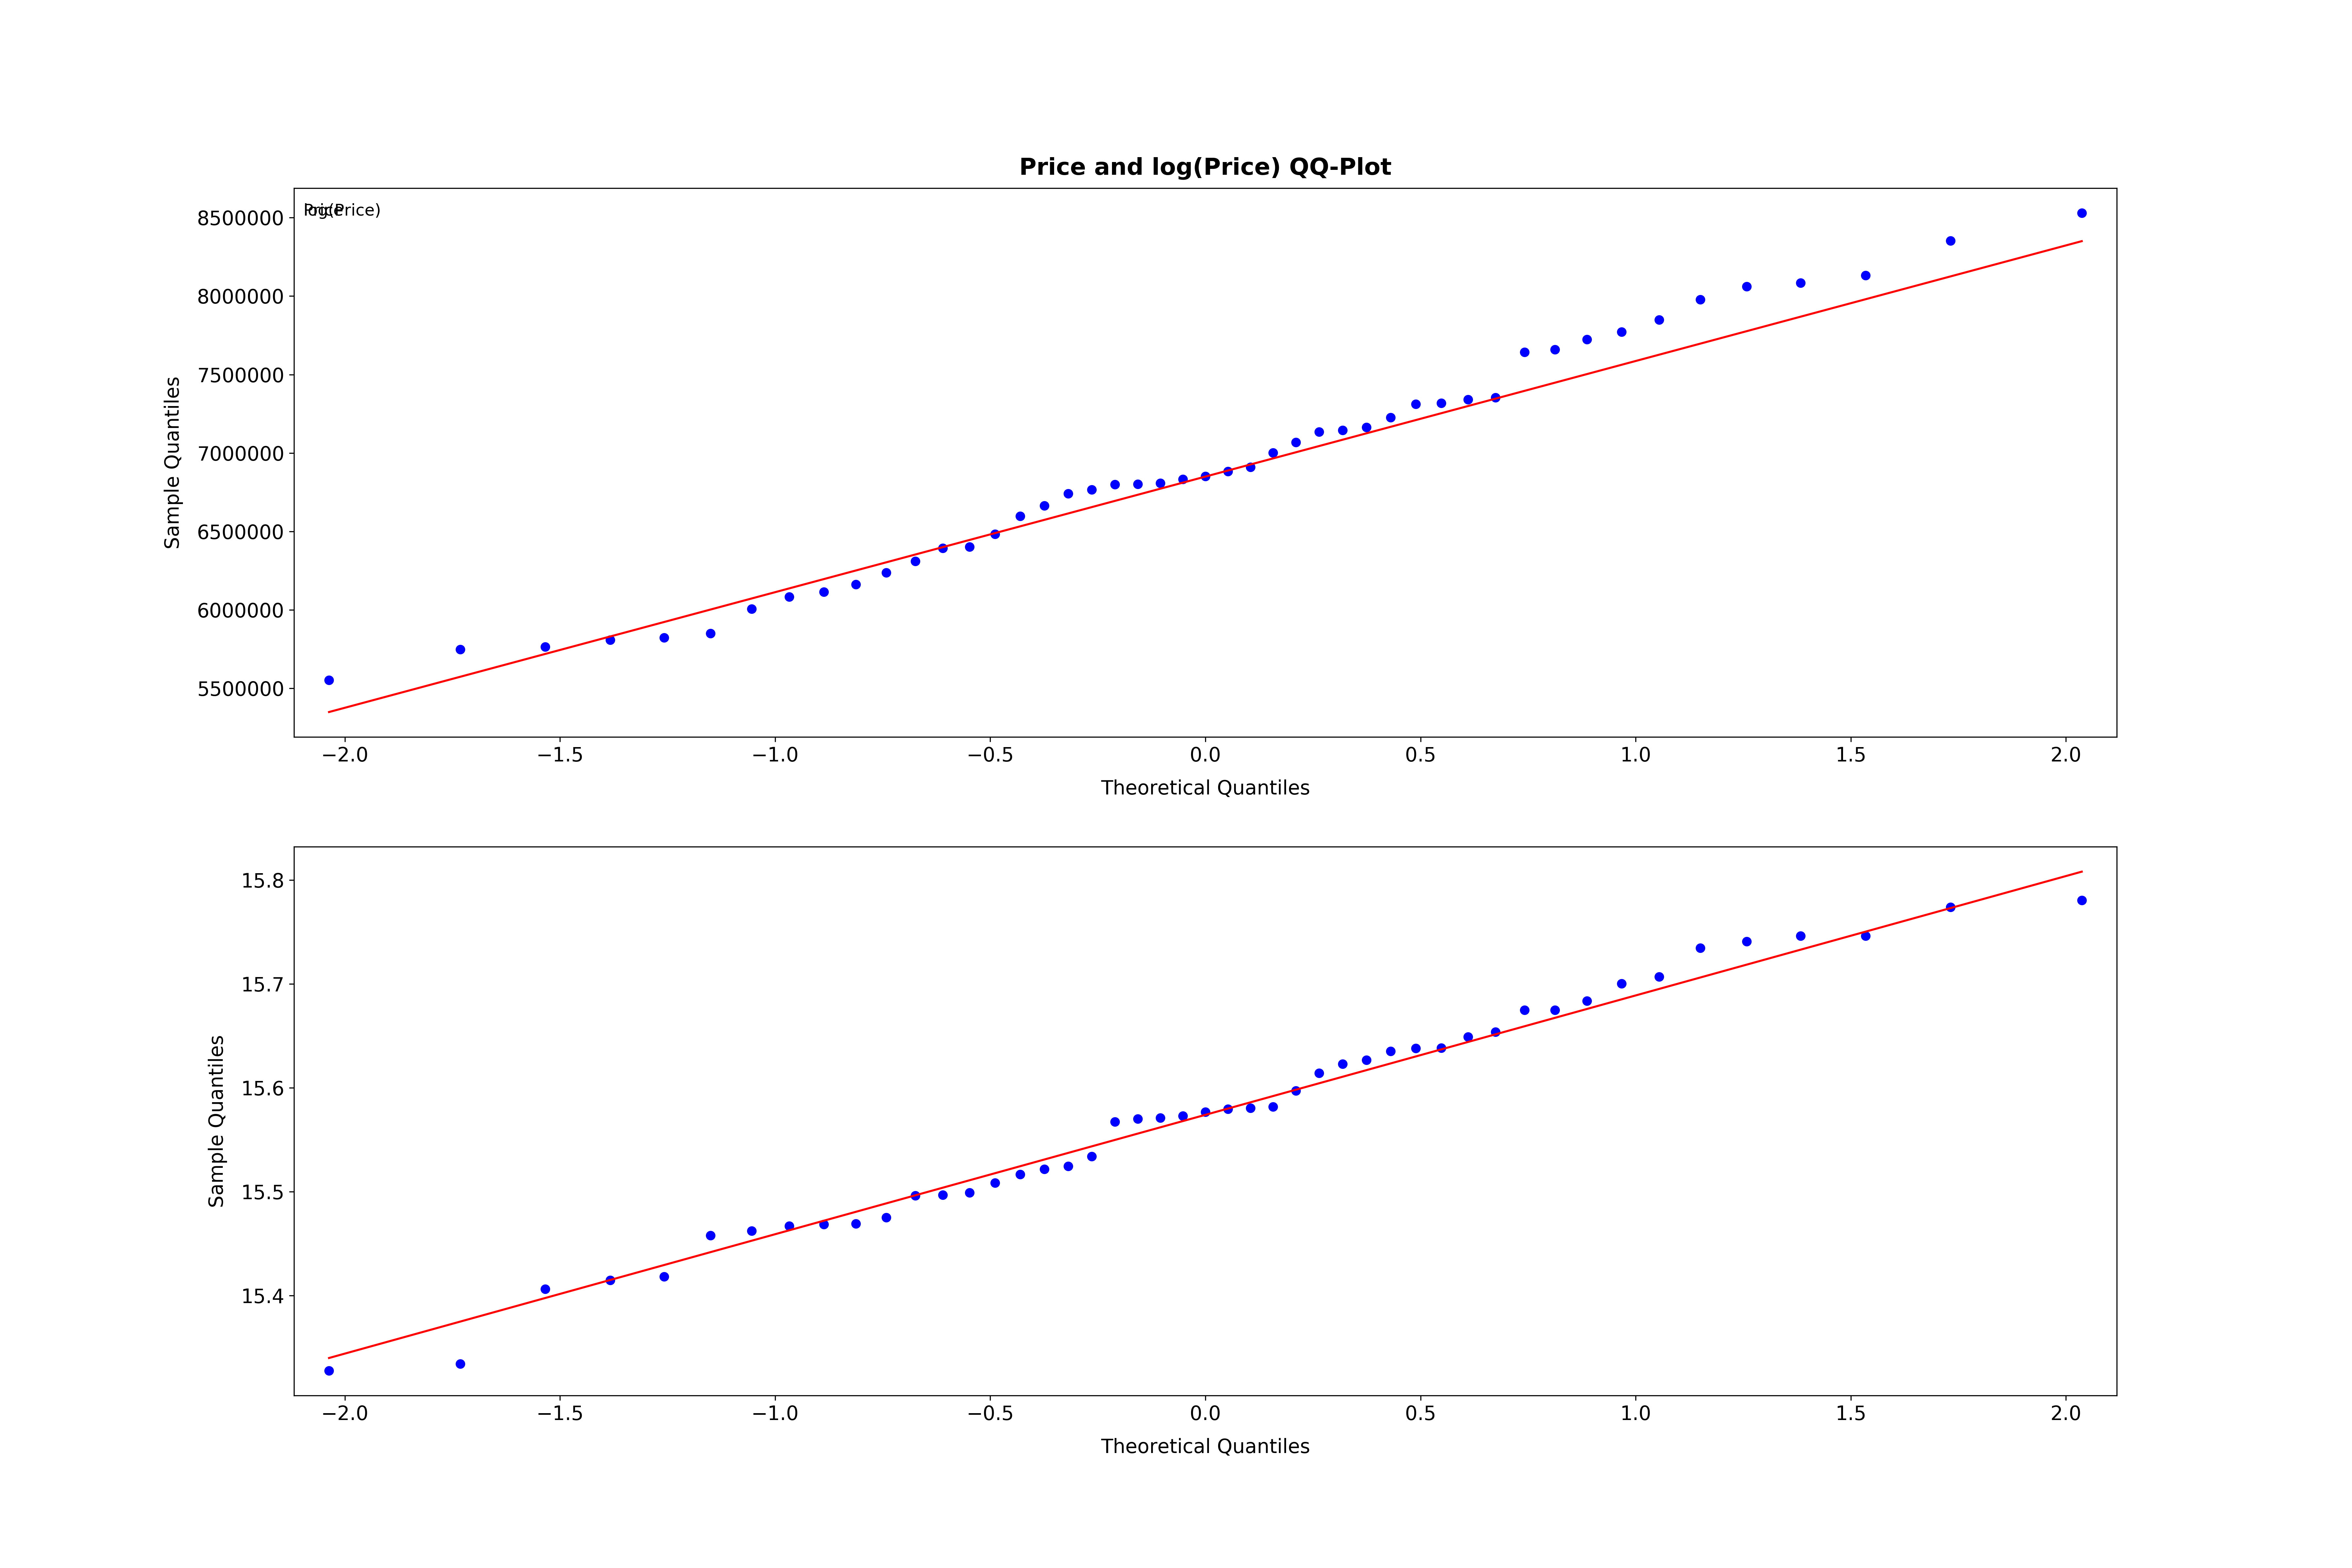 Price and log(Price) QQ-Plot
Price
log(Price)
8500000
8000000
7500000
7000000
6500000
6000000
5500000
Sample Quantiles
−2.0 −1.5 −1.0 −0.5 0.0 0.5 1.0 1.5 2.0
Theoretical Quantiles
15.8
15.7
15.6
15.5
15.4
Sample Quantiles
−2.0 −1.5 −1.0 −0.5 0.0 0.5 1.0 1.5 2.0
Theoretical Quantiles